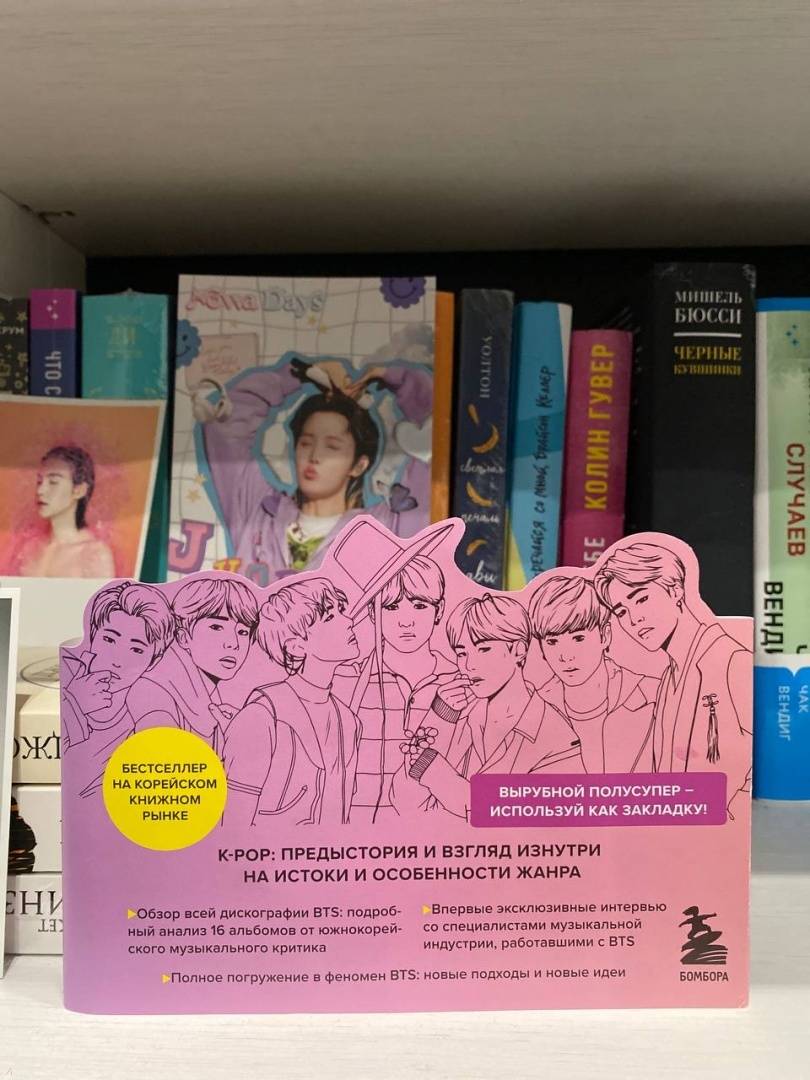 ЧТО С
ЛИ
Days
УОЛТОН
КОЛИН ГУВЕР
МИШЕЛЬ
БЮССИ
ЧЕРНЫЕ
КУВШИНКИ
СЛУЧАЕВ
ЧАК
ВЕНДИГ
БЕСТСЕЛЛЕР
НА КОРЕЙСКОМ
КНИЖНОМ
РЫНКЕ
ВЫРУБНОЙ ПОЛУСУПЕР –
ИСПОЛЬЗУЙ КАК ЗАКЛАДКУ!
K-POP: ПРЕДЫСТОРИЯ И ВЗГЛЯД ИЗНУТРИ
НА ИСТОКИ И ОСОБЕННОСТИ ЖАНРА
Обзор всей дискографии BTS: подроб-
ный анализ 16 альбомов от южнокорей-
ского музыкального критика
Впервые эксклюзивные интервью
со специалистами музыкальной
индустрии, работавшими с BTS
Полное погружение в феномен BTS: новые подходы и новые идеи
БОМБОРА